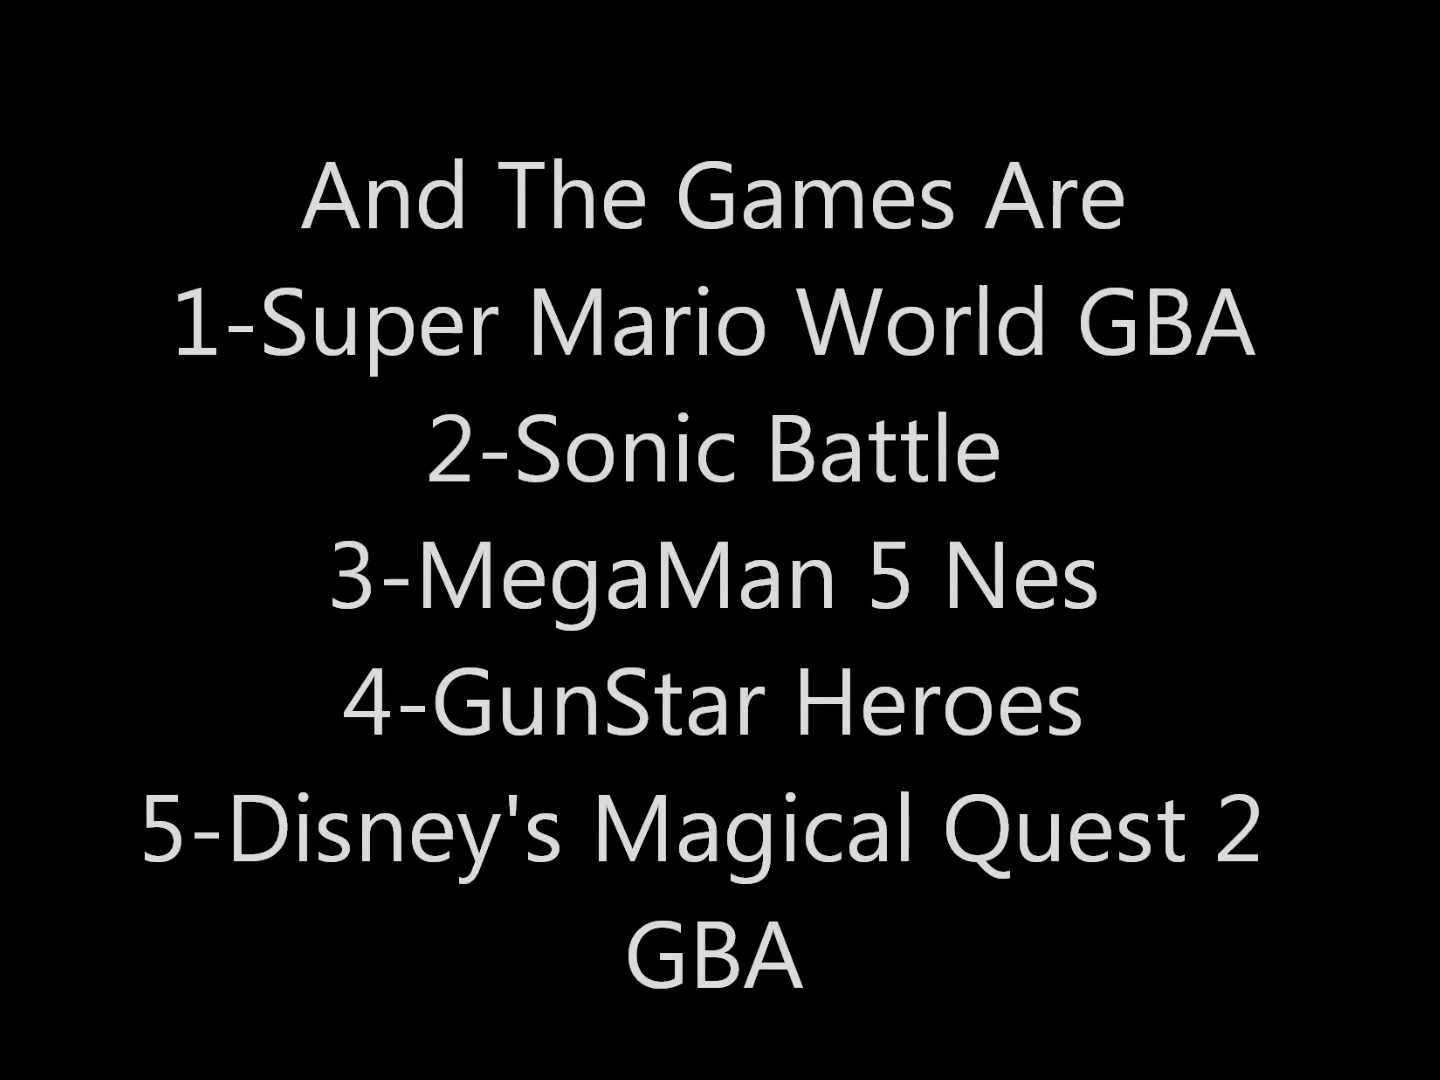 And The Games Are
1-Super Mario World GBA
2-Sonic Battle
3-MegaMan 5 Nes
4-GunStar Heroes
5-Disney's Magical Quest 2
GBA